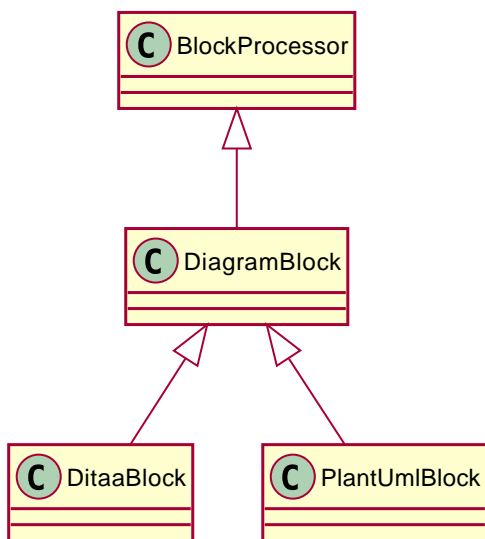 C BlockProcessor
C DiagramBlock
C DitaaBlock
C PlantUmlBlock